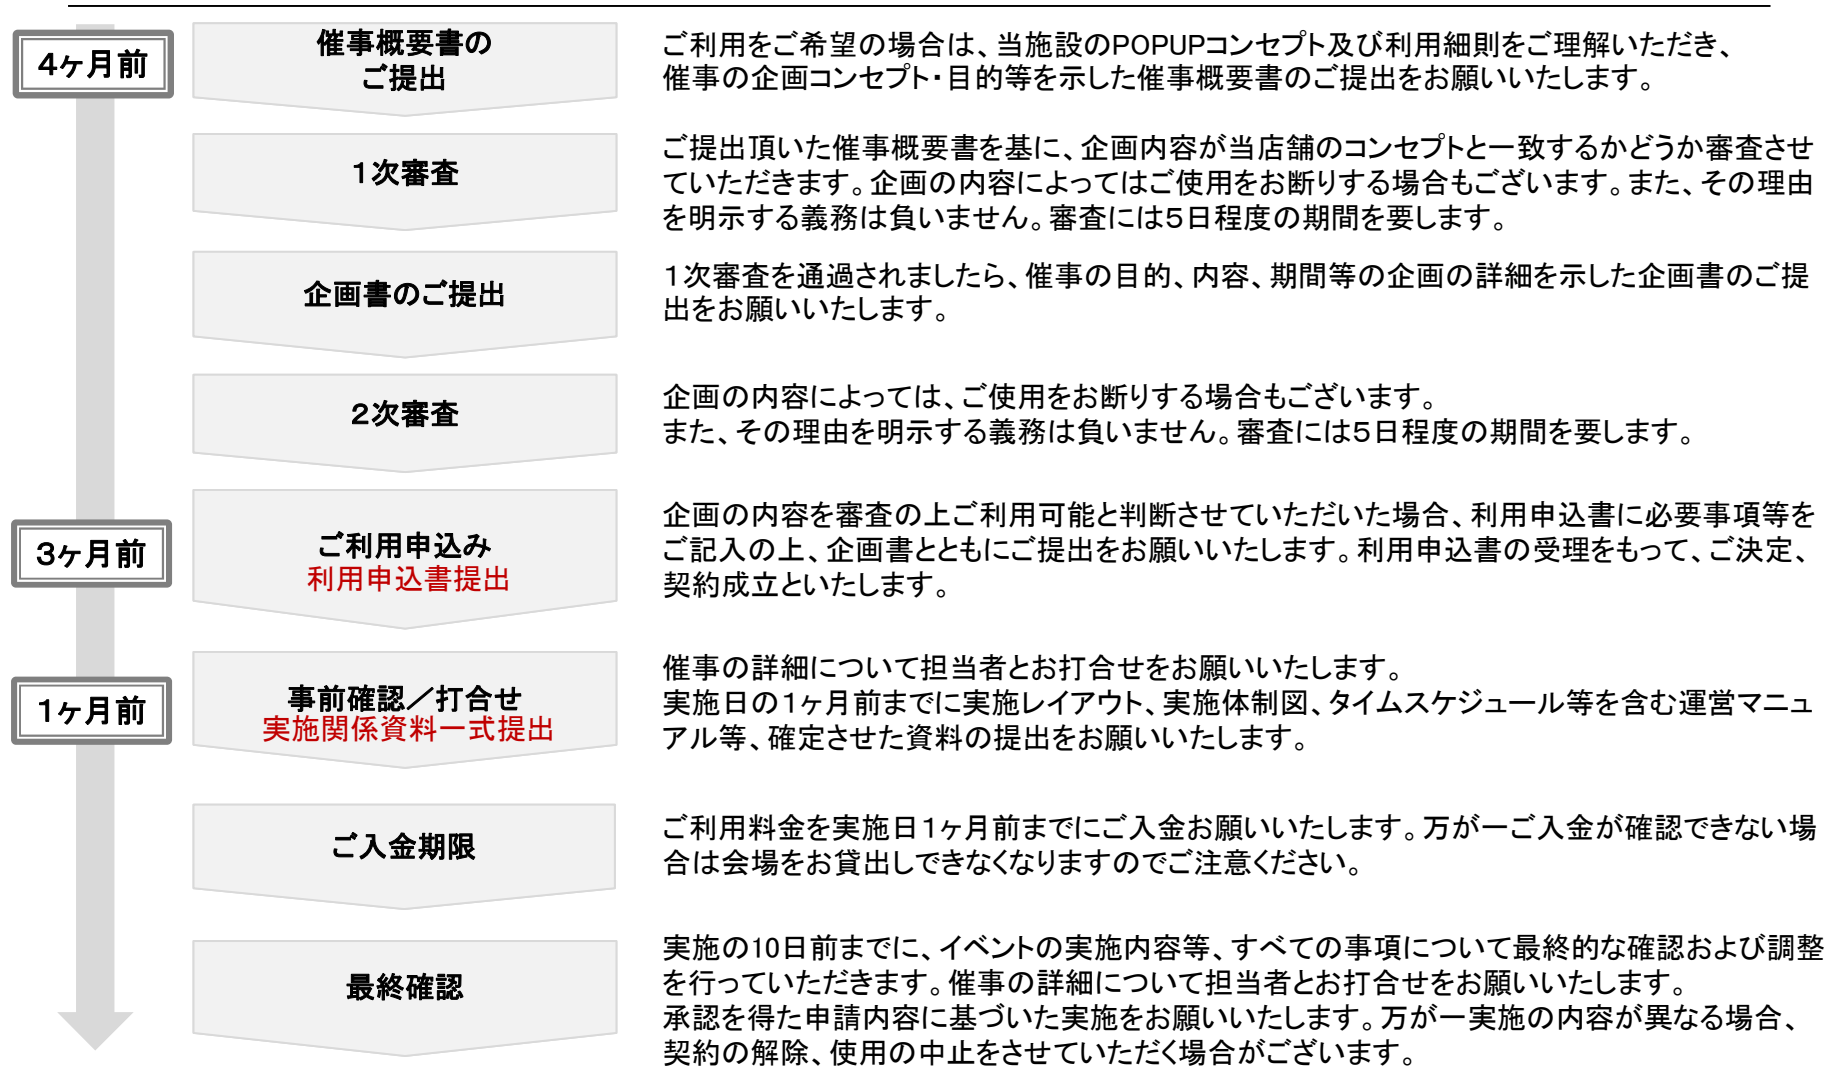 4ヶ月前
催事概要書の
ご提出
ご利用をご希望の場合は、当施設のPOPUPコンセプト及び利用細則をご理解いただき、
催事の企画コンセプト・目的等を示した催事概要書のご提出をお願いいたします。
１次審査
ご提出頂いた催事概要書を基に、企画内容が当店舗のコンセプトと一致するかどうか審査させ
ていただきます。企画の内容によってはご使用をお断りする場合もございます。また、その理由
を明示する義務は負いません。審査には５日程度の期間を要します。
企画書のご提出
１次審査を通過されましたら、催事の目的、内容、期間等の企画の詳細を示した企画書のご提
出をお願いいたします。
２次審査
企画の内容によっては、ご使用をお断りする場合もございます。
また、その理由を明示する義務は負いません。審査には５日程度の期間を要します。
3ヶ月前
ご利用申込み
利用申込書提出
企画の内容を審査の上ご利用可能と判断させていただいた場合、利用申込書に必要事項等を
ご記入の上、企画書とともにご提出をお願いいたします。利用申込書の受理をもって、ご決定、
契約成立といたします。
1ヶ月前
事前確認／打合せ
実施関係資料一式提出
催事の詳細について担当者とお打合せをお願いいたします。
実施日の１ヶ月前までに実施レイアウト、実施体制図、タイムスケジュール等を含む運営マニュ
アル等、確定させた資料の提出をお願いいたします。
ご入金期限
ご利用料金を実施日１ヶ月前までにご入金お願いいたします。万が一ご入金が確認できない場
合は会場をお貸出しできなくなりますのでご注意ください。
最終確認
実施の10日前までに、イベントの実施内容等、すべての事項について最終的な確認および調整
を行っていただきます。催事の詳細について担当者とお打合せをお願いいたします。
承認を得た申請内容に基づいた実施をお願いいたします。万が一実施の内容が異なる場合、
契約の解除、使用の中止をさせていただく場合がございます。